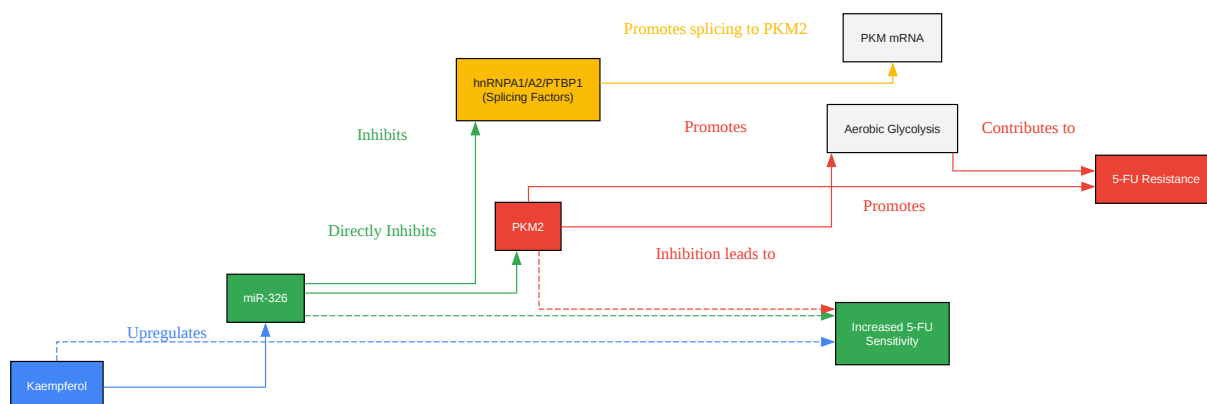 Promotes splicing to PKM2
PKM mRNA
hnRNPA1/A2/PTBP1
(Splicing Factors)
Inhibits
Promotes
Aerobic Glycolysis
Contributes to
5-FU Resistance
Promotes
PKM2
Directly Inhibits
Inhibition leads to
miR-326
Increased 5-FU
Sensitivity
Upregulates
Kaempferol